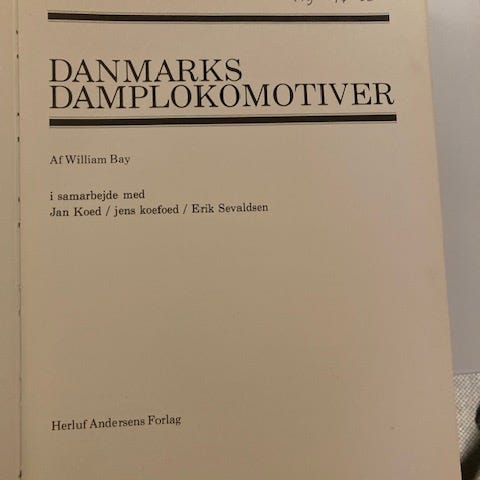 DANMARKS
DAMPLOKOMOTIVER
Af William Bay
i samarbejde med
Jan Koed / jens koefoed / Erik Sevaldsen
Herluf Andersens Forlag